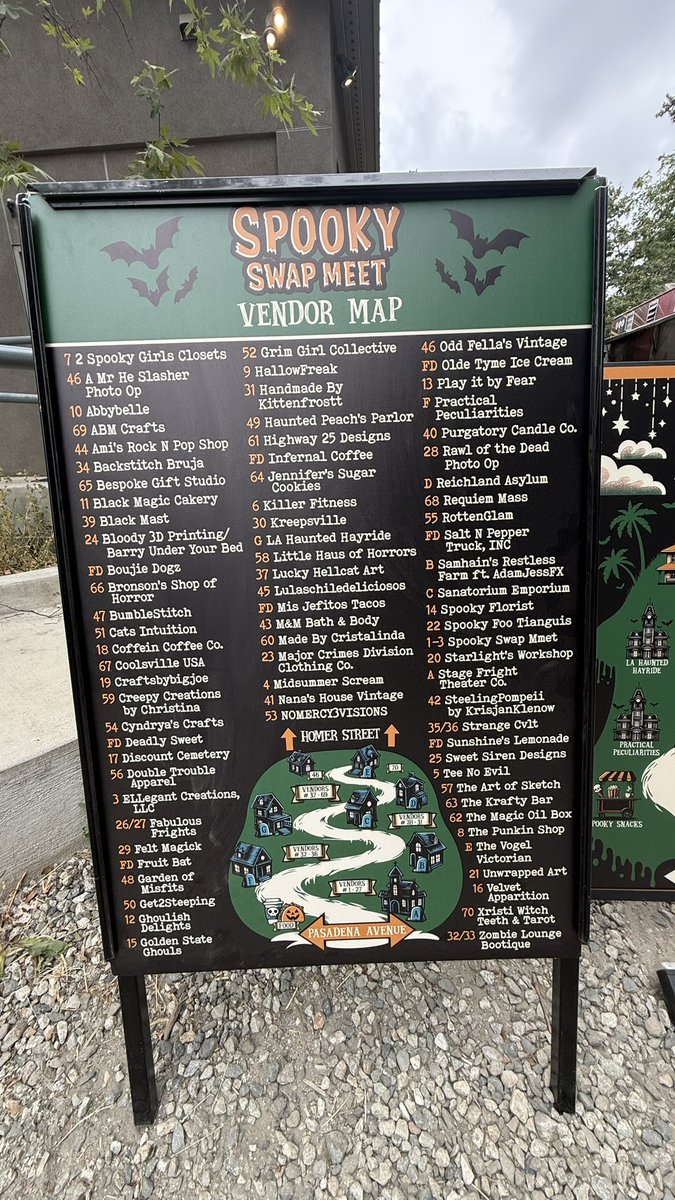 SPOOKY
SWAP MEET
VENDOR MAP
7 2 Spooky Girls Closets
46 A Mr He Slasher
Photo Op
10 Abbybelle
69 ABM Crafts
44 Ami's Rock N Pop Shop
34 Backstitch Bruja
65 Bespoke Gift Studio
11 Black Magic Cakery
39 Black Mast
24 Bloody 3D Printing/
Barry Under Your Bed
FD Boujie Dogz
66 Bronson's Shop of
Horror
47 BumbleStitch
51 Cats Intuition
18 Coffein Coffee Co.
67 Coolsville USA
19 Craftsbybigjoe
59 Creepy Creations
by Christina
54 Cyndrya's Crafts
FD Deadly Sweet
17 Discount Cemetery
56 Double Trouble
Apparel
3 ELLegant Creations,
LLC
26/27 Fabulous
Frights
29 Felt Magick
FD Fruit Bat
48 Garden of
Misfits
50 Get2Steeping
12 Ghoulish
Delights
15 Golden State
Ghouls
52 Grim Girl Collective
9 HallowFreak
31 Handmade By
Kittenfrostt
49 Haunted Peach's Parlor
61 Highway 25 Designs
FD Infernal Coffee
64 Jennifer's Sugar
Cookies
6 Killer Fitness
30 Kreepsville
G LA Haunted Hayride
58 Little Haus of Horrors
37 Lucky Hellcat Art
45 Lulaschiledeliciosos
FD Mis Jefitos Tacos
43 M&M Bath & Body
60 Made By Cristalinda
23 Major Crimes Division
Clothing Co.
4 Midsummer Scream
41 Nana's House Vintage
53 NOMERCY3VISIONS
46 Odd Fella's Vintage
FD Olde Tyme Ice Cream
13 Play it by Fear
F Practical
Peculiarities
40 Purgatory Candle Co.
28 Rawl of the Dead
Photo Op
D Reichland Asylum
68 Requiem Mass
55 RottenGlam
FD Salt N Pepper
Truck, INC
B Samhain's Restless
Farm ft. AdamJessFX
C Sanatorium Emporium
14 Spooky Florist
22 Spooky Foo Tianguis
1-3 Spooky Swap Mmet
20 Starlight's Workshop
A Stage Fright
Theater Co.
42 SteelingPompeii
by KrisjanKlenow
35/36 Strange Cvlt
FD Sunshine's Lemonade
25 Sweet Siren Designs
5 Tee No Evil
57 The Art of Sketch
63 The Krafty Bar
62 The Magic Oil Box
8 The Punkin Shop
E The Vogel
Victorian
21 Unwrapped Art
16 Velvet
Apparition
70 Xristi Witch
Teeth & Tarot
32/33 Zombie Lounge
Bootique
HOMER STREET
46
70
VENDORS
# 37 - 69
VENDORS
# 28 - 31
VENDORS
# 32 - 36
VENDORS
# 1 - 27
FOOD
PASADENA AVENUE
LA HAUNTED
HAYRIDE
PRACTICAL
PECULIARITIES
POOKY SNACKS